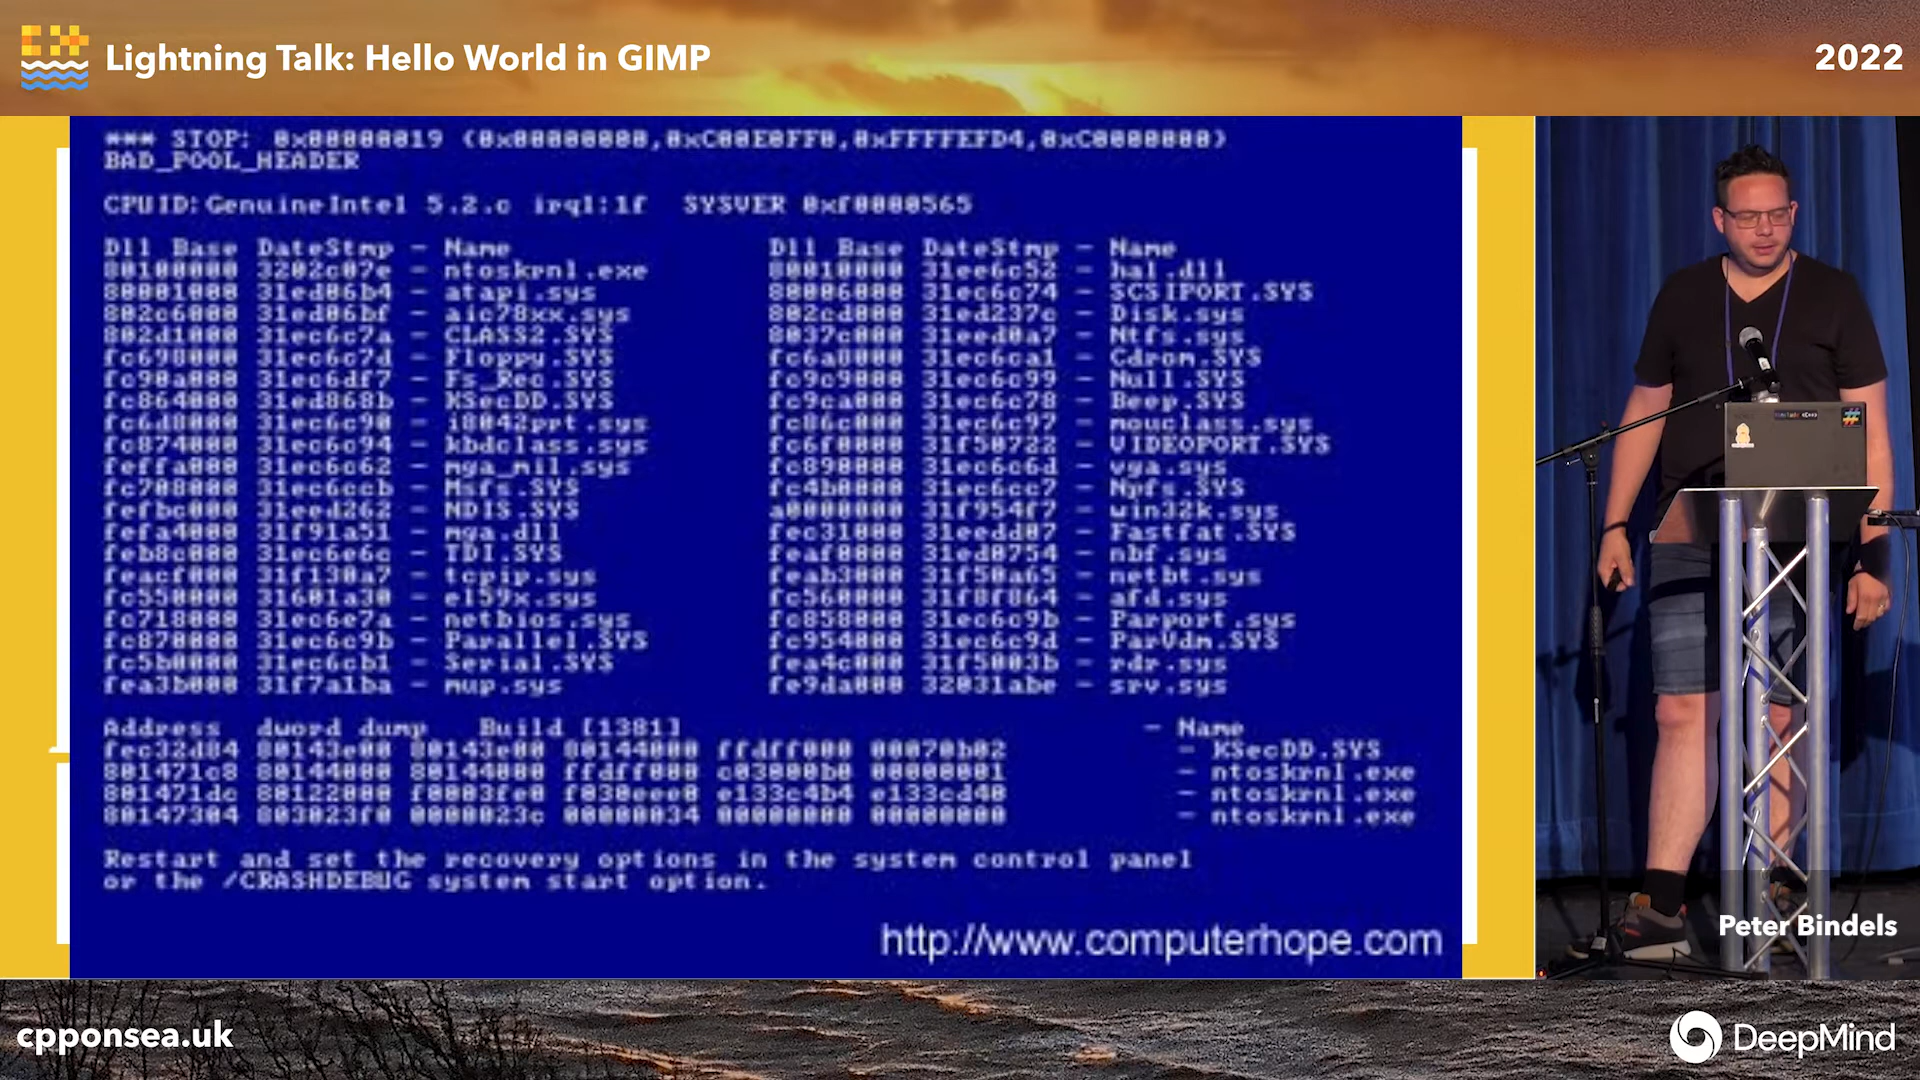 Lightning Talk: Hello World in GIMP
2022
*** STOP: 0x00000019 (0x00000000,0xC00E0FF0,0xFFFFEFD4,0xC0000000)
BAD_POOL_HEADER
CPUID:GenuineIntel 5.2.c irql:1f SYSVER 0xf0000565
Dll Base DateStmp - Name Dll Base DateStmp - Name
80100000 3202c07e - ntoskrnl.exe 80010000 31ee6c52 - hal.dll
80001000 31ed06b4 - atapi.sys 80006000 31ec6c74 - SCSIPORT.SYS
802c6000 31ed06bf - aic78xx.sys 802cd000 31ed237c - Disk.sys
802d1000 31ec6c7a - CLASS2.SYS 8037c000 31eed0a7 - Ntfs.sys
fc698000 31ec6c7d - Floppy.SYS fc6a8000 31ec6ca1 - Cdrom.SYS
fc90a000 31ec6df7 - Fs_Rec.SYS fc9c9000 31ec6c99 - Null.SYS
fc864000 31ed868b - KSecDD.SYS fc9ca000 31ec6c78 - Beep.SYS
fc6d8000 31ec6c90 - i8042prt.sys fc86c000 31ec6c97 - mouclass.sys
fc874000 31ec6c94 - kbdclass.sys fc6f0000 31f50722 - VIDEOPORT.SYS
feffa000 31ec6c62 - mga_mil.sys fc890000 31ec6c6d - vga.sys
fc708000 31ec6ccb - Msfs.SYS fc4b0000 31ec6cc7 - Npfs.SYS
fefbc000 31eed262 - NDIS.SYS a0000000 31f954f7 - win32k.sys
fefa4000 31f91a51 - mga.dll fec31000 31eedd07 - Fastfat.SYS
feb8c000 31ec6e6c - TDI.SYS feaf0000 31ed0754 - nbf.sys
feacf000 31f130a7 - tcpip.sys feab3000 31f50a65 - netbt.sys
fc550000 31601a30 - el59x.sys fc560000 31f8f864 - afd.sys
fc718000 31ec6e7a - netbios.sys fc858000 31ec6c9b - Parport.sys
fc870000 31ec6c9b - Parallel.SYS fc954000 31ec6c9d - ParVdm.SYS
fc5b0000 31ec6cb1 - Serial.SYS fea4c000 31f5003b - rdr.sys
fea3b000 31f7a1ba - mup.sys fe9da000 32031abe - srv.sys
Address dword dump Build [1381] - Name
fec32d84 80143e00 80143e00 80144000 ffdff000 00070b02 - KSecDD.SYS
801471c8 80144000 80144000 ffdff000 c03000b0 00000001 - ntoskrnl.exe
801471dc 80122000 f0003fe0 f030eee0 e133c4b4 e133cd40 - ntoskrnl.exe
80147304 803023f0 0000023c 00000034 00000000 00000000 - ntoskrnl.exe
Restart and set the recovery options in the system control panel
or the /CRASHDEBUG system start option.
http://www.computerhope.com
Peter Bindels
cpponsea.uk
DeepMind